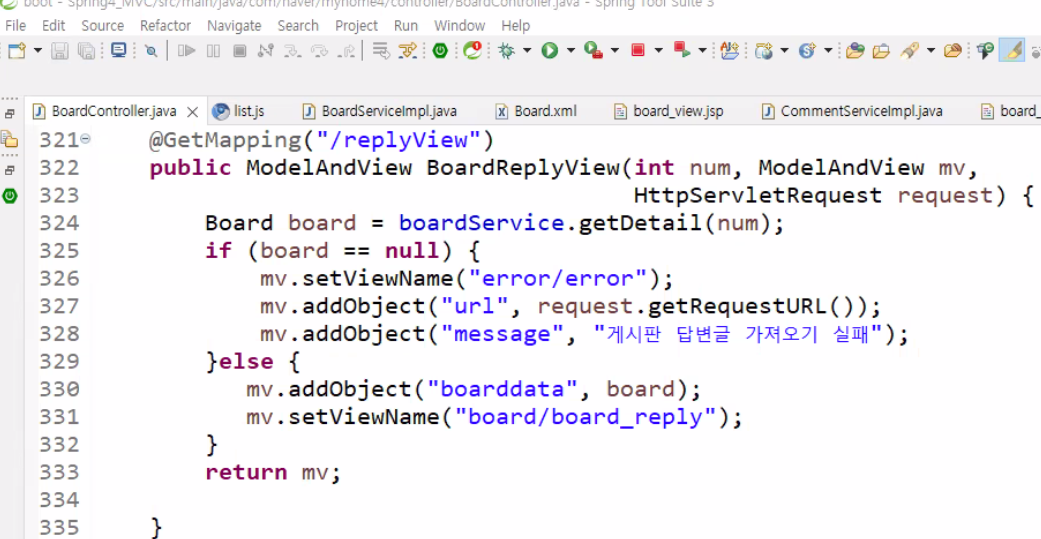 boot - Spring4_MVC/src/main/java/com/naver/myhome4/controller/BoardController.java - Spring Tool Suite 3
File Edit Source Refactor Navigate Search Project Run Window Help
BoardController.java list.js BoardServiceImpl.java Board.xml board_view.jsp CommentServiceImpl.java board_
321 @GetMapping("/replyView")
322 public ModelAndView BoardReplyView(int num, ModelAndView mv,
323 HttpServletRequest request) {
324 Board board = boardService.getDetail(num);
325 if (board == null) {
326 mv.setViewName("error/error");
327 mv.addObject("url", request.getRequestURL());
328 mv.addObject("message", "게시판 답변글 가져오기 실패");
329 }else {
330 mv.addObject("boarddata", board);
331 mv.setViewName("board/board_reply");
332 }
333 return mv;
334
335 }